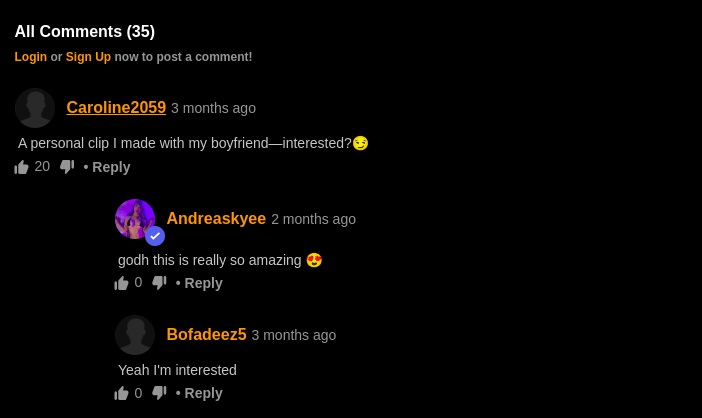 All Comments (35)
Login or Sign Up now to post a comment!
Caroline2059 3 months ago
A personal clip I made with my boyfriend—interested?😏
20 • Reply
Andreaskyee 2 months ago
godh this is really so amazing 😍
0 • Reply
Bofadeez5 3 months ago
Yeah I'm interested
0 • Reply